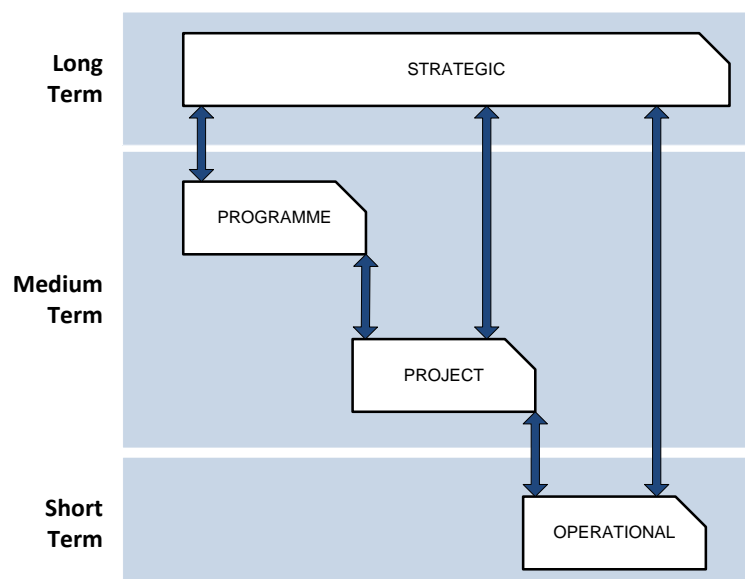 Long
Term
STRATEGIC
PROGRAMME
Medium
Term
PROJECT
Short
Term
OPERATIONAL